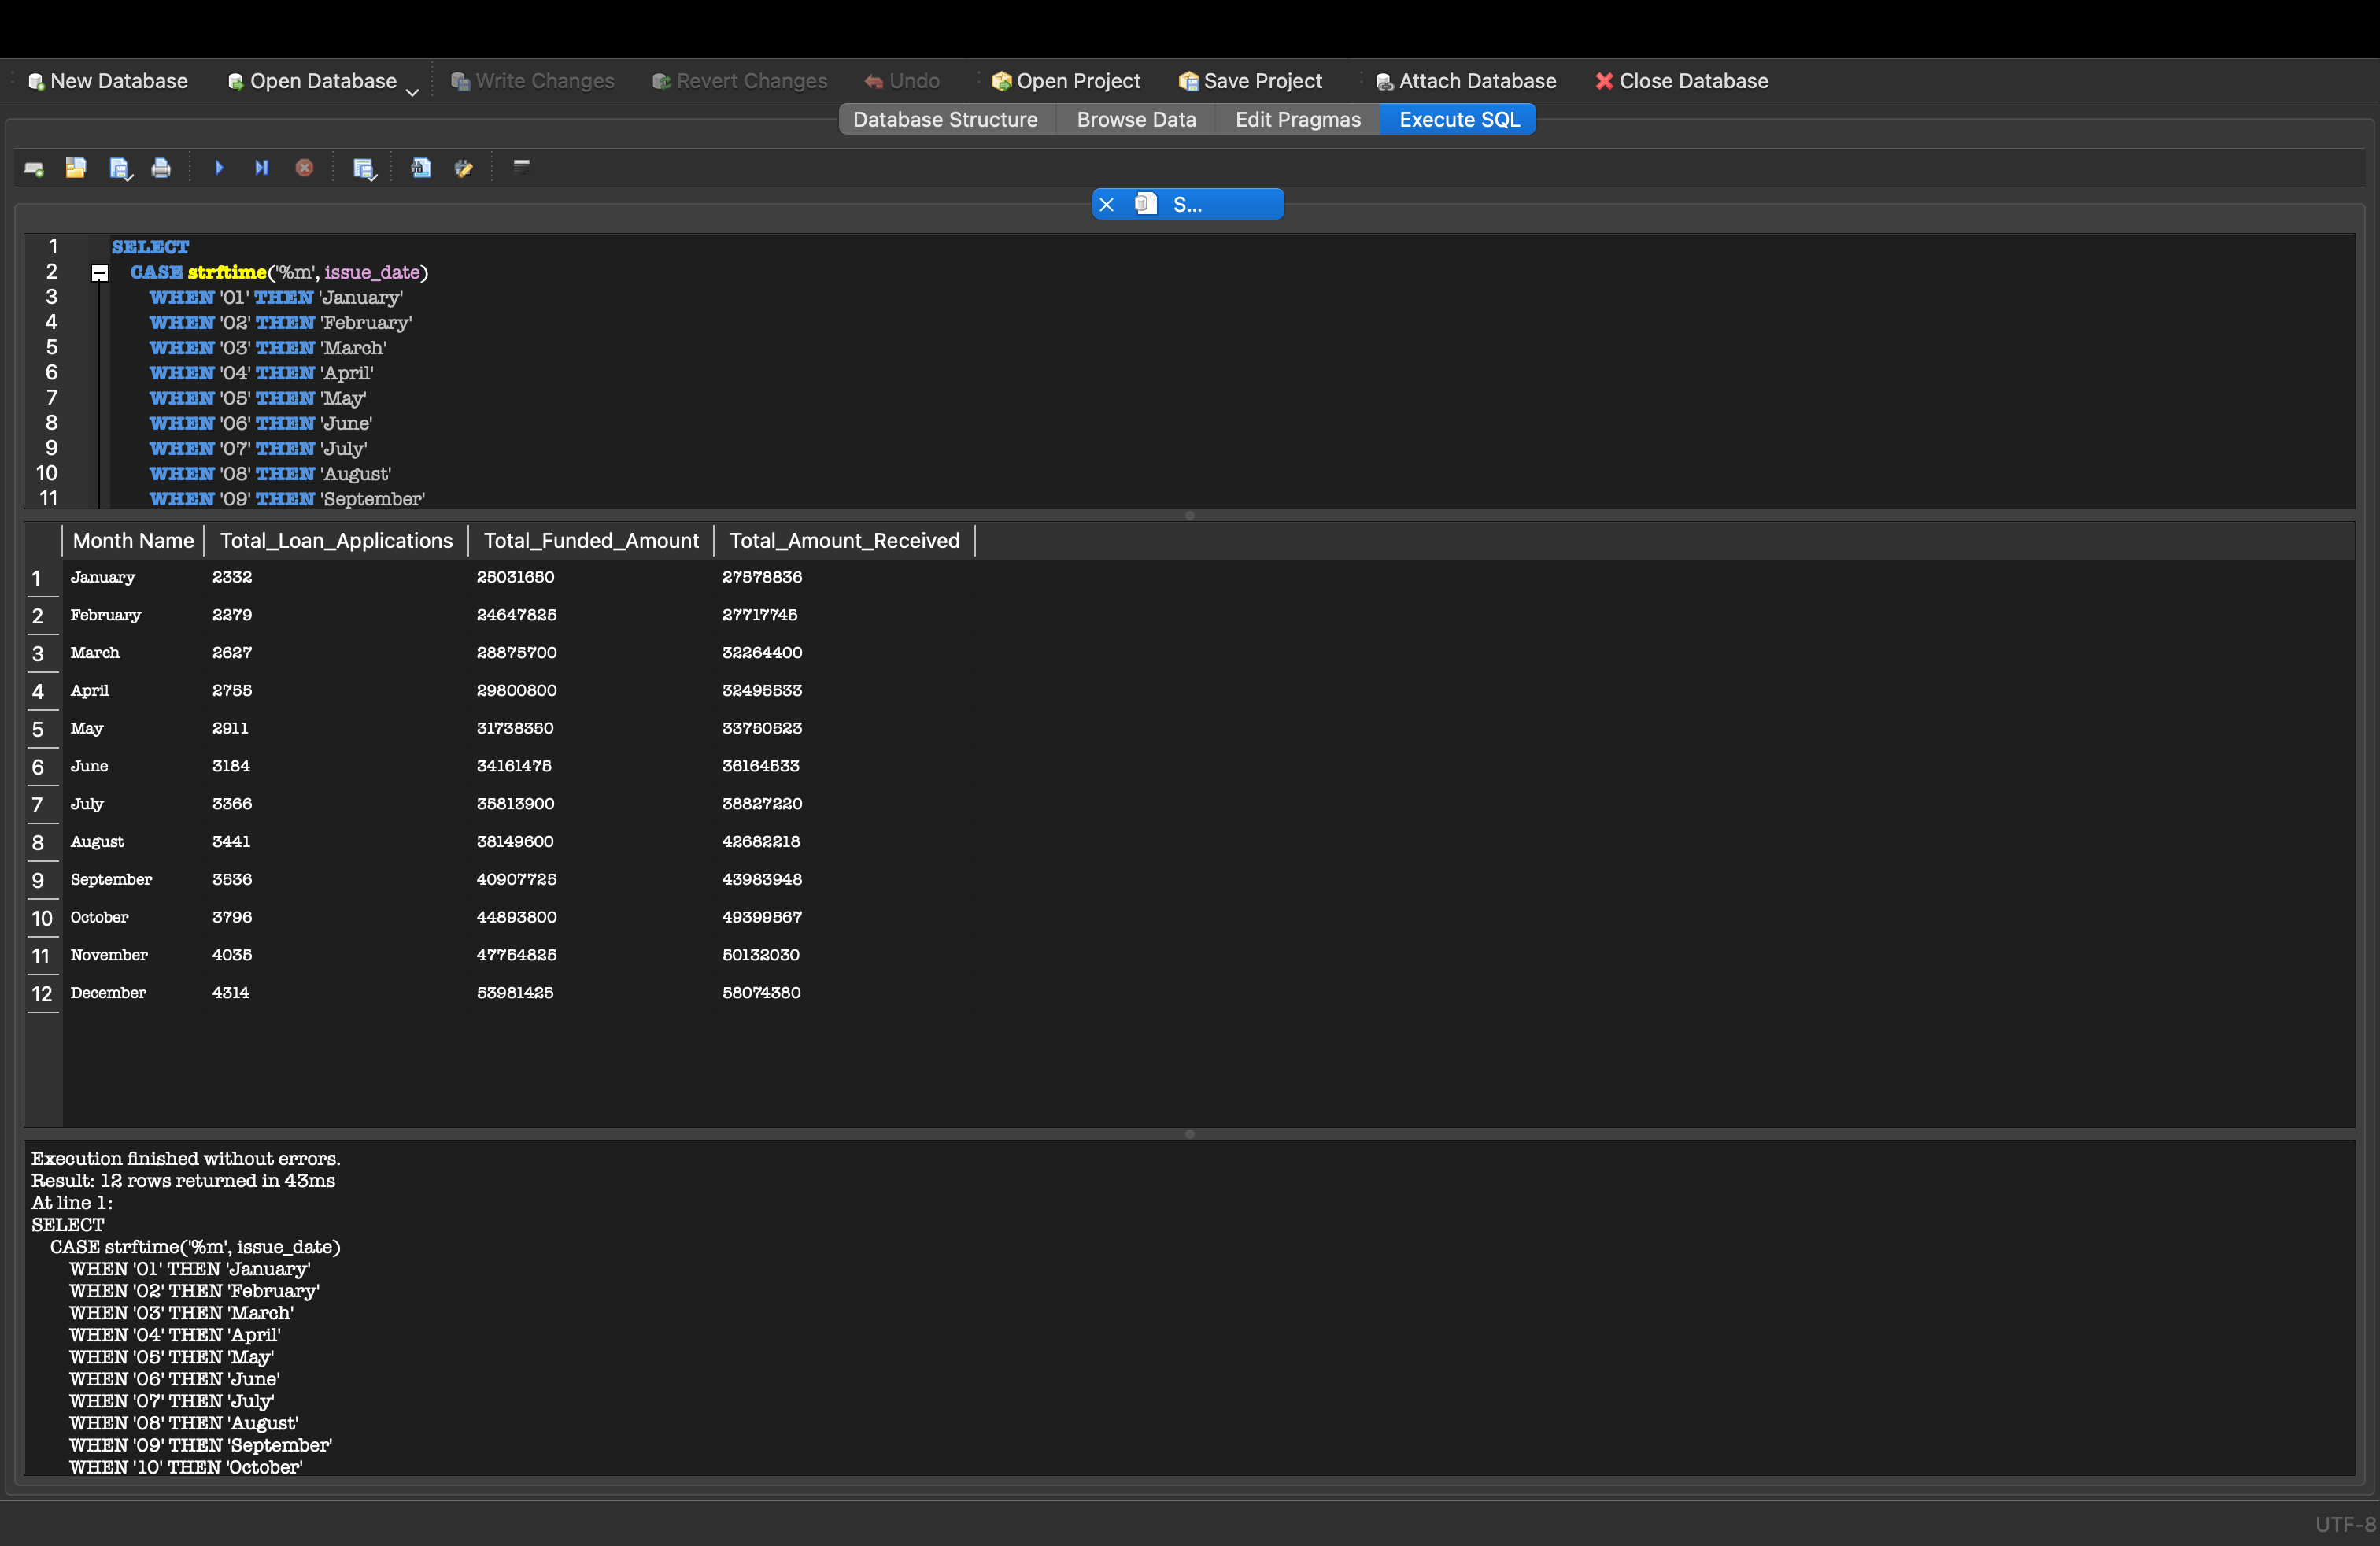 New Database Open Database Write Changes Revert Changes Undo Open Project Save Project Attach Database Close Database
Database Structure Browse Data Edit Pragmas Execute SQL
S...
1 SELECT
2 CASE strftime('%m', issue_date)
3 WHEN '01' THEN 'January'
4 WHEN '02' THEN 'February'
5 WHEN '03' THEN 'March'
6 WHEN '04' THEN 'April'
7 WHEN '05' THEN 'May'
8 WHEN '06' THEN 'June'
9 WHEN '07' THEN 'July'
10 WHEN '08' THEN 'August'
11 WHEN '09' THEN 'September'
Month Name Total_Loan_Applications Total_Funded_Amount Total_Amount_Received
1 January 2332 25031650 27578836
2 February 2279 24647825 27717745
3 March 2627 28875700 32264400
4 April 2755 29800800 32495533
5 May 2911 31738350 33750523
6 June 3184 34161475 36164533
7 July 3366 35813900 38827220
8 August 3441 38149600 42682218
9 September 3536 40907725 43983948
10 October 3796 44893800 49399567
11 November 4035 47754825 50132030
12 December 4314 53981425 58074380
Execution finished without errors.
Result: 12 rows returned in 43ms
At line 1:
SELECT
CASE strftime('%m', issue_date)
WHEN '01' THEN 'January'
WHEN '02' THEN 'February'
WHEN '03' THEN 'March'
WHEN '04' THEN 'April'
WHEN '05' THEN 'May'
WHEN '06' THEN 'June'
WHEN '07' THEN 'July'
WHEN '08' THEN 'August'
WHEN '09' THEN 'September'
WHEN '10' THEN 'October'
UTF-8